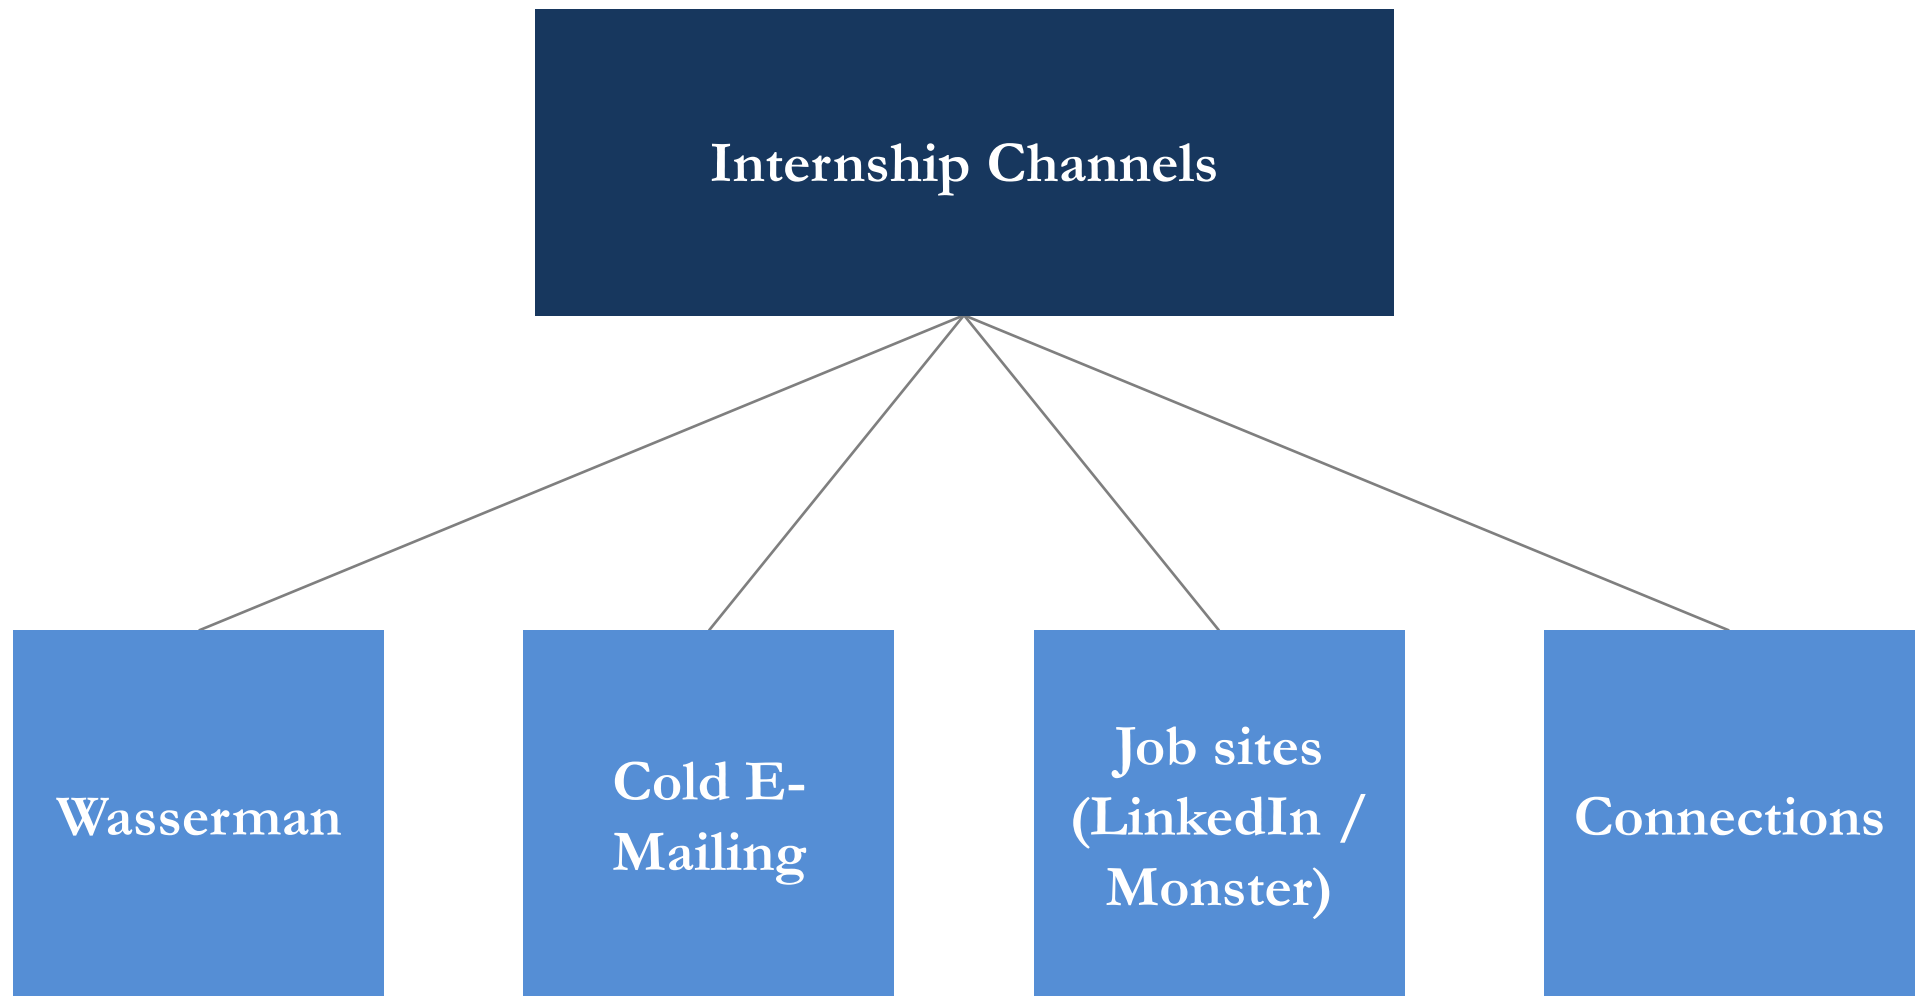 Internship Channels
Wasserman
Cold E-
Mailing
Job sites
(LinkedIn /
Monster)
Connections